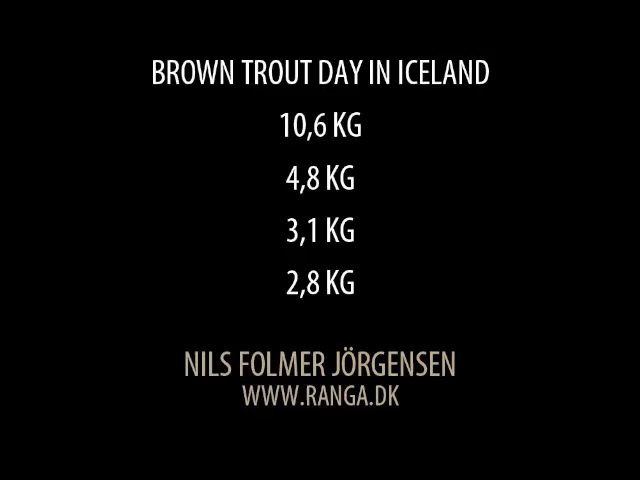 BROWN TROUT DAY IN ICELAND
10,6 KG
4,8 KG
3,1 KG
2,8 KG
NILS FOLMER JÖRGENSEN
WWW.RANGA.DK